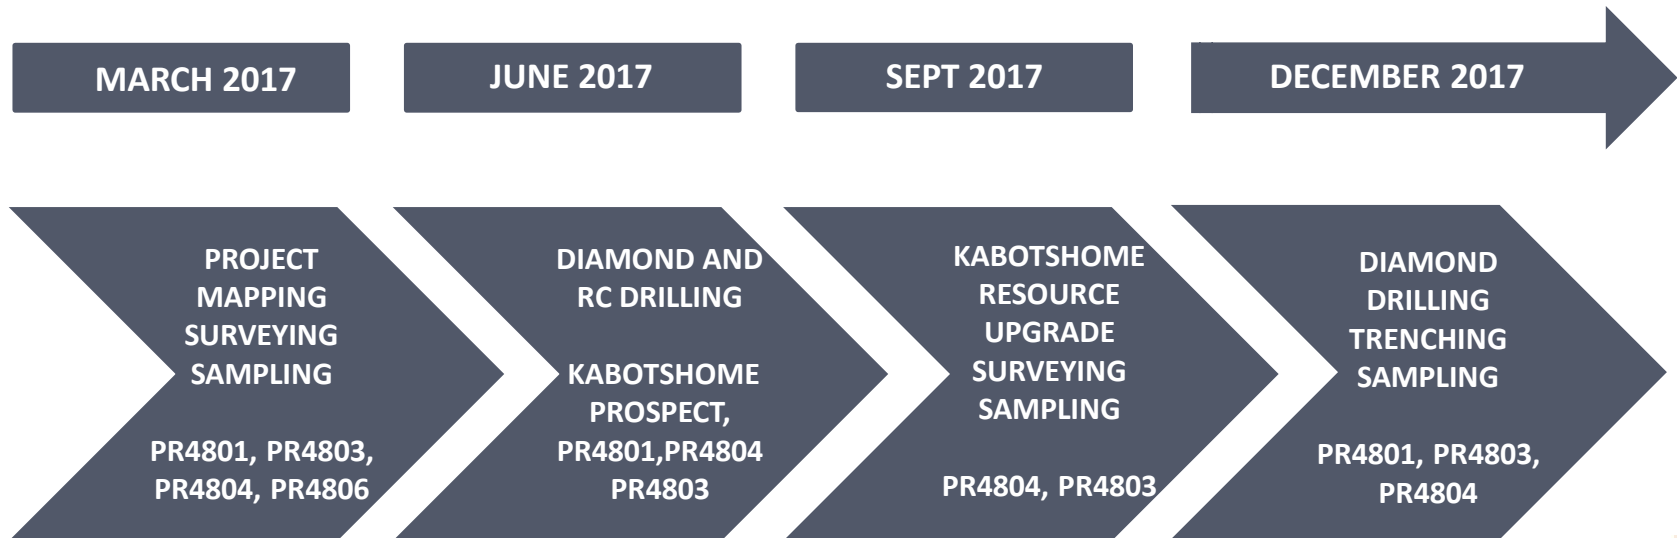 MARCH 2017
JUNE 2017
SEPT 2017
DECEMBER 2017
PROJECT
MAPPING
SURVEYING
SAMPLING
PR4801, PR4803,
PR4804, PR4806
DIAMOND AND
RC DRILLING
KABOTSHOME
PROSPECT,
PR4801,PR4804
PR4803
KABOTSHOME
RESOURCE
UPGRADE
SURVEYING
SAMPLING
PR4804, PR4803
DIAMOND
DRILLING
TRENCHING
SAMPLING
PR4801, PR4803,
PR4804